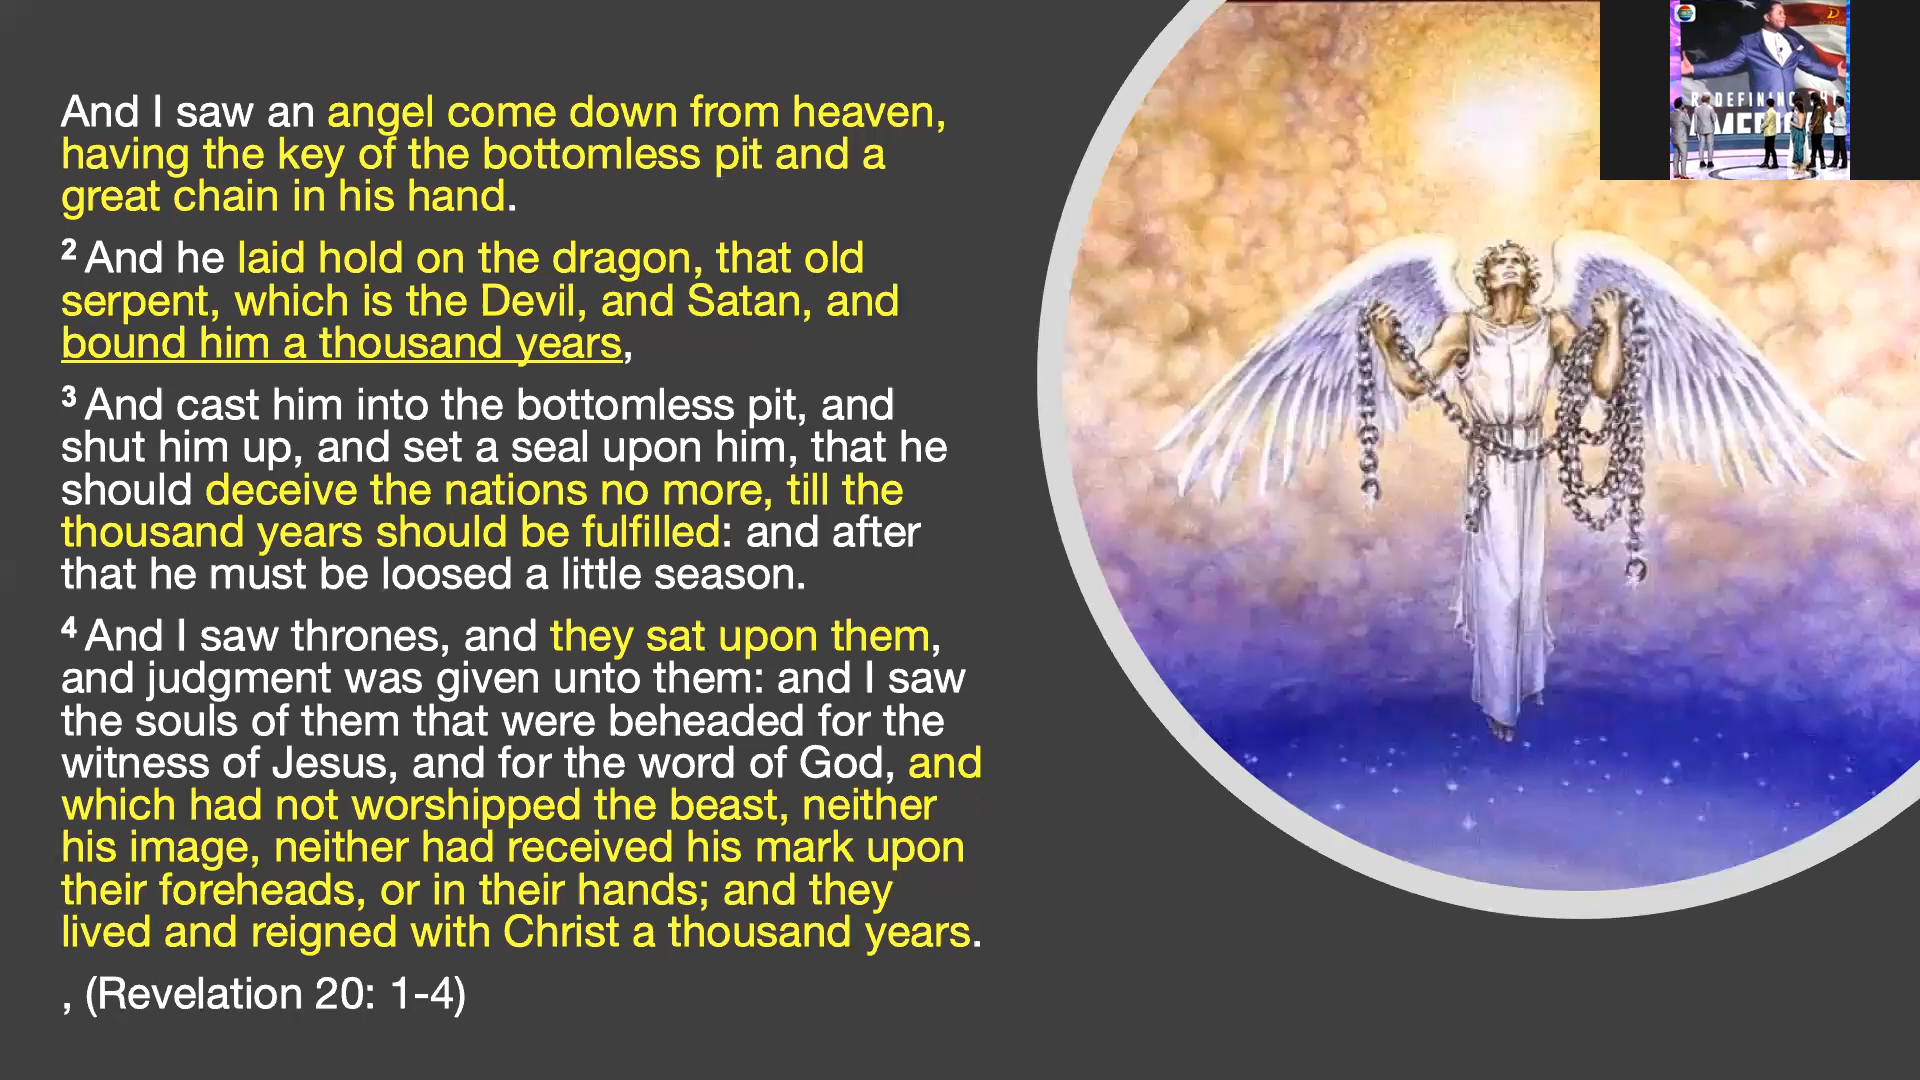 And I saw an angel come down from heaven,
having the key of the bottomless pit and a
great chain in his hand.
2 And he laid hold on the dragon, that old
serpent, which is the Devil, and Satan, and
bound him a thousand years,
3 And cast him into the bottomless pit, and
shut him up, and set a seal upon him, that he
should deceive the nations no more, till the
thousand years should be fulfilled: and after
that he must be loosed a little season.
4 And I saw thrones, and they sat upon them,
and judgment was given unto them: and I saw
the souls of them that were beheaded for the
witness of Jesus, and for the word of God, and
which had not worshipped the beast, neither
his image, neither had received his mark upon
their foreheads, or in their hands; and they
lived and reigned with Christ a thousand years.
, (Revelation 20: 1-4)